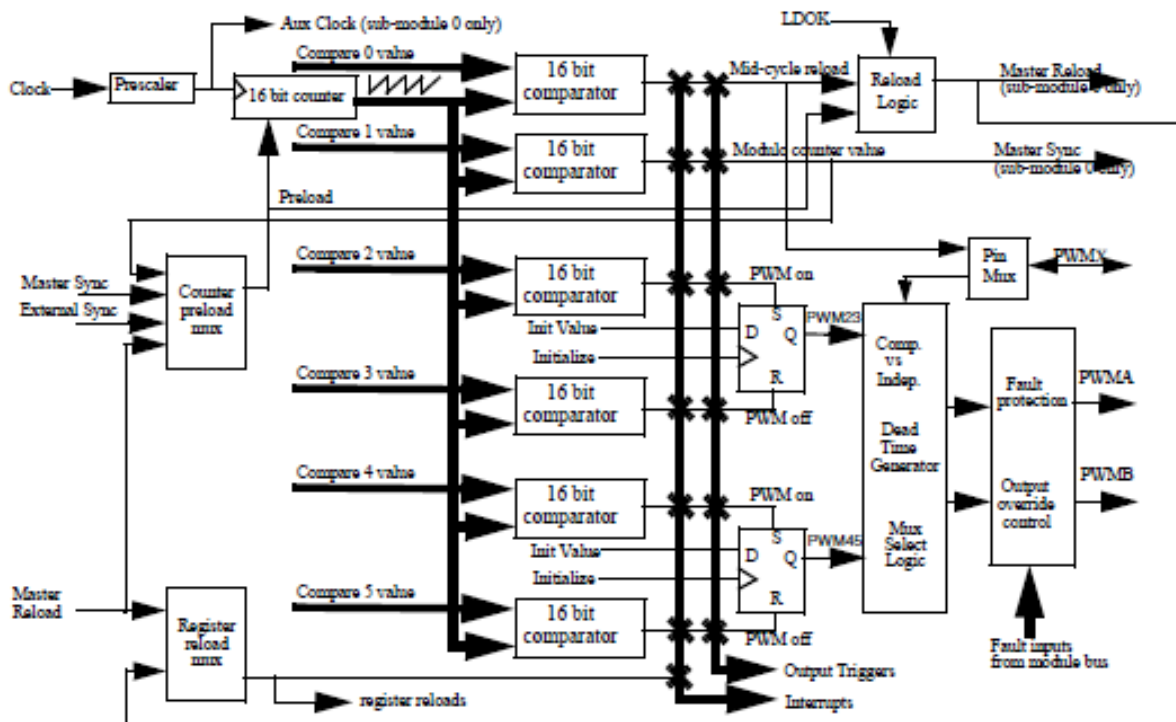 Aux Clock (sub-module 0 only)
LDOK
Compare 0 value
Clock
Prescaler
16 bit counter
16 bit
comparator
Mid-cycle reload
Reload
Logic
Master Reload
(sub-module 0 only)
Compare 1 value
16 bit
comparator
Modulo counter value
Master Sync
(sub-module 0 only)
Preload
Master Sync
External Sync
Counter
preload
mux
Compare 2 value
16 bit
comparator
PWM on
Pin
Mux
PWMX
Init Value
Initialize
D
S
Q
R
PWM23
Compare 3 value
16 bit
comparator
PWM off
Comp.
vs
Indep.
Dead
Time
Generator
Mux
Select
Logic
Fault
protection
Output
override
control
PWMA
PWMB
Compare 4 value
16 bit
comparator
PWM on
Init Value
Initialize
D
S
Q
R
PWM45
Compare 5 value
16 bit
comparator
PWM off
Master
Reload
Register
reload
mux
Fault inputs
from module bus
Output Triggers
register reloads
Interrupts